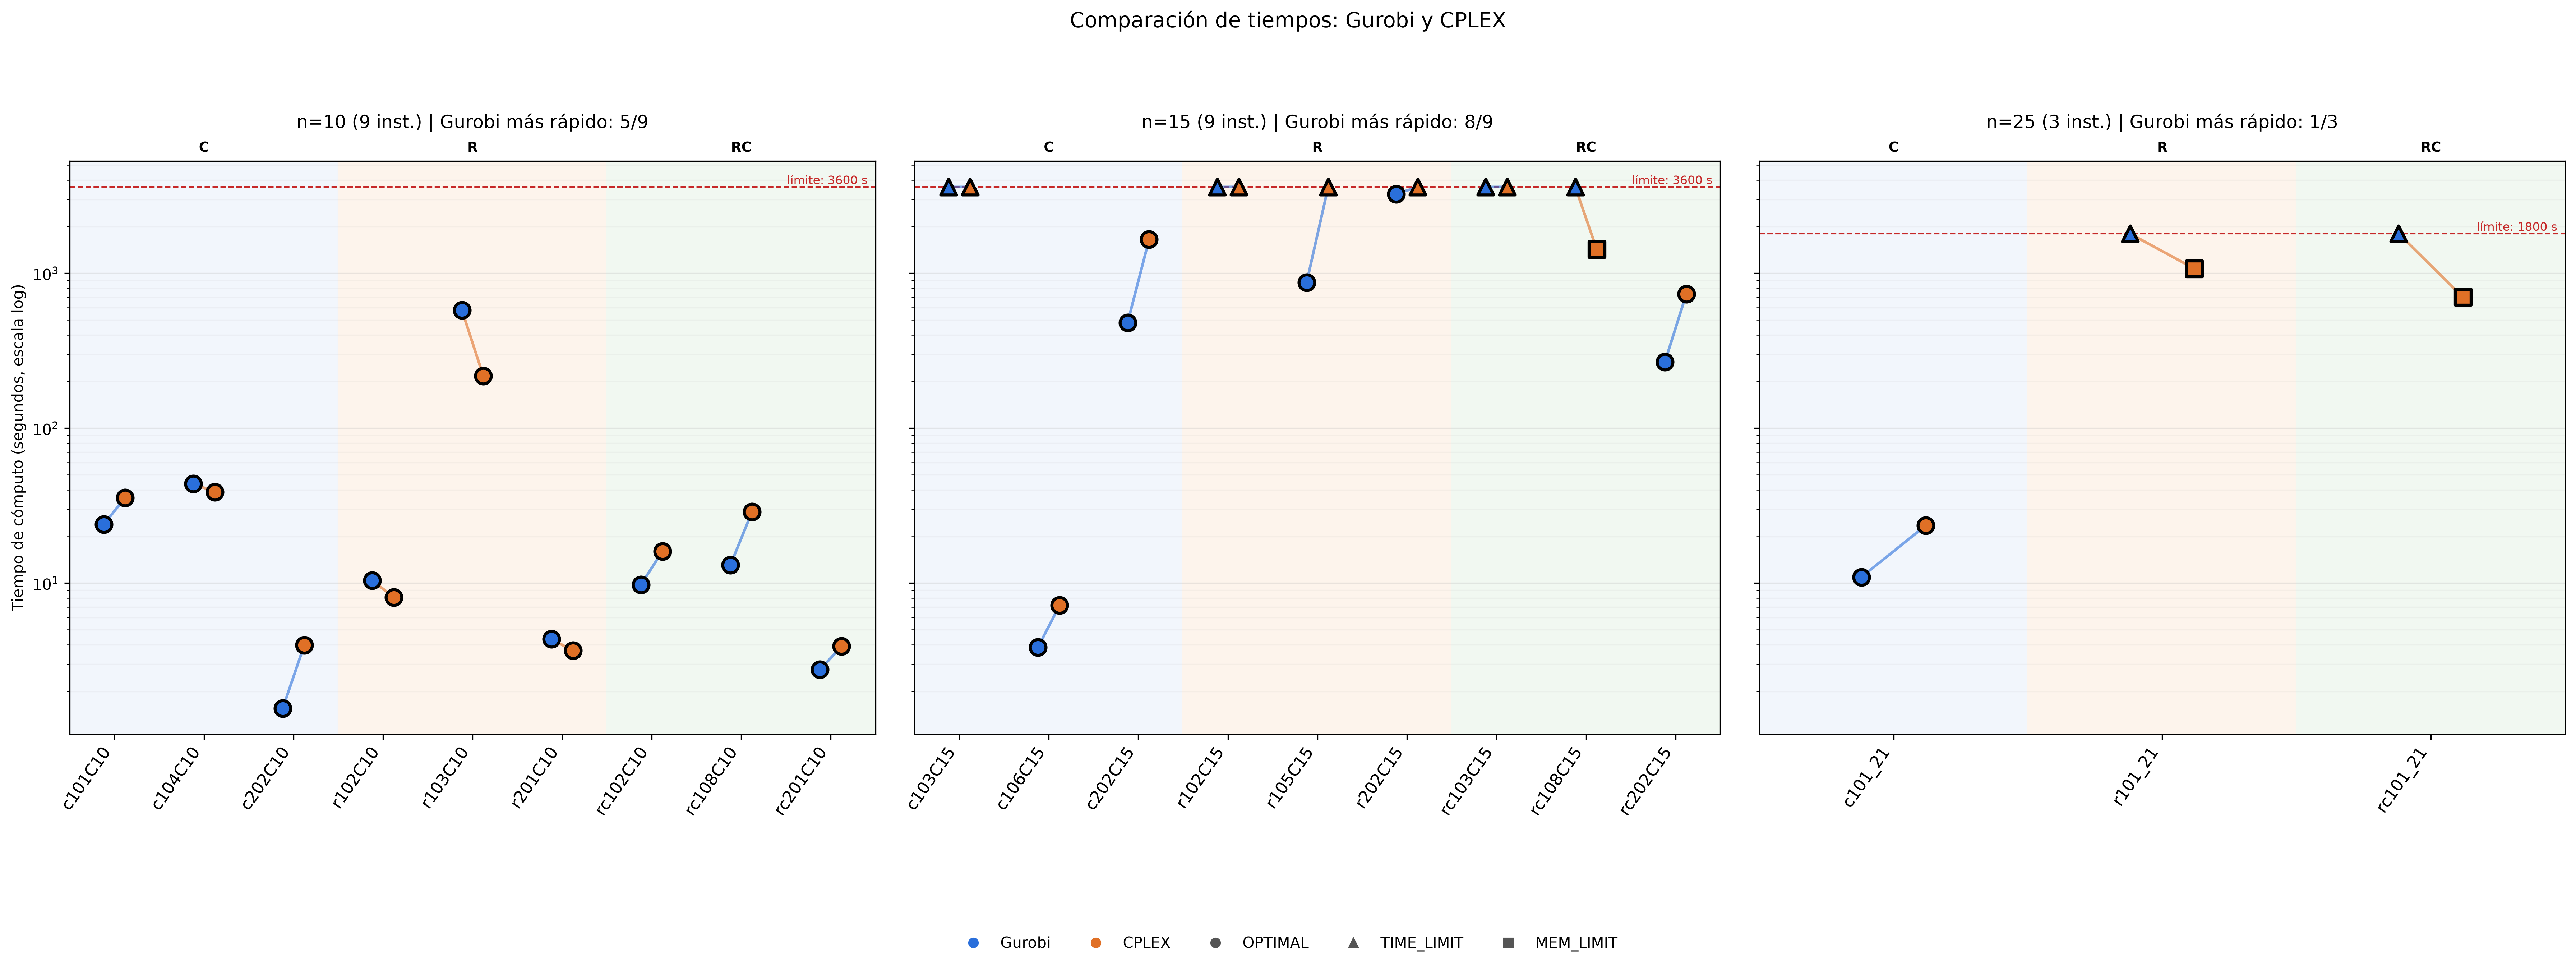 Comparación de tiempos: Gurobi y CPLEX
n=10 (9 inst.) | Gurobi más rápido: 5/9
C R RC
límite: 3600 s
Tiempo de cómputo (segundos, escala log)
10³
10²
10¹
c101C10
c104C10
c202C10
r102C10
r103C10
r201C10
rc102C10
rc108C10
rc201C10
n=15 (9 inst.) | Gurobi más rápido: 8/9
C R RC
límite: 3600 s
c103C15
c106C15
c202C15
r102C15
r105C15
r202C15
rc103C15
rc108C15
rc202C15
n=25 (3 inst.) | Gurobi más rápido: 1/3
C R RC
límite: 1800 s
c101_21
r101_21
rc101_21
Gurobi CPLEX OPTIMAL TIME_LIMIT MEM_LIMIT